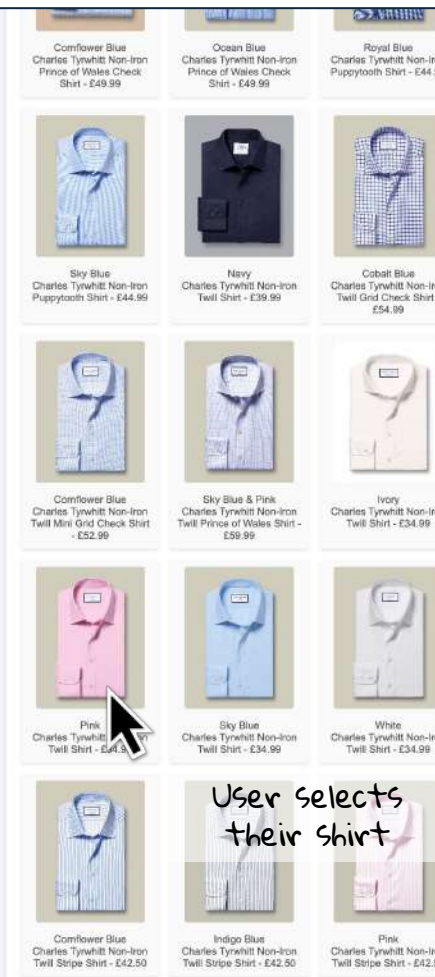 Cornflower Blue
Charles Tyrwhitt Non-Iron
Prince of Wales Check
Shirt - £49.99
Ocean Blue
Charles Tyrwhitt Non-Iron
Prince of Wales Check
Shirt - £49.99
Royal Blue
Charles Tyrwhitt Non-Ir
Puppytooth Shirt - £44.
Sky Blue
Charles Tyrwhitt Non-Iron
Puppytooth Shirt - £44.99
Navy
Charles Tyrwhitt Non-Iron
Twill Shirt - £39.99
Cobalt Blue
Charles Tyrwhitt Non-Ir
Twill Grid Check Shirt
£54.99
Cornflower Blue
Charles Tyrwhitt Non-Iron
Twill Mini Grid Check Shirt
- £52.99
Sky Blue & Pink
Charles Tyrwhitt Non-Iron
Twill Prince of Wales Shirt -
£59.99
Ivory
Charles Tyrwhitt Non-Ir
Twill Shirt - £34.99
Pink
Charles Tyrwhitt
Twill Shirt -
Sky Blue
Charles Tyrwhitt Non-Iron
Twill Shirt - £34.99
White
Charles Tyrwhitt Non-Ir
Twill Shirt - £34.99
User selects
their shirt
Cornflower Blue
Charles Tyrwhitt Non-Iron
Twill Stripe Shirt - £42.50
Indigo Blue
Charles Tyrwhitt Non-Iron
Twill Stripe Shirt - £42.50
Pink
Charles Tyrwhitt Non-Ir
Twill Stripe Shirt - £42.5